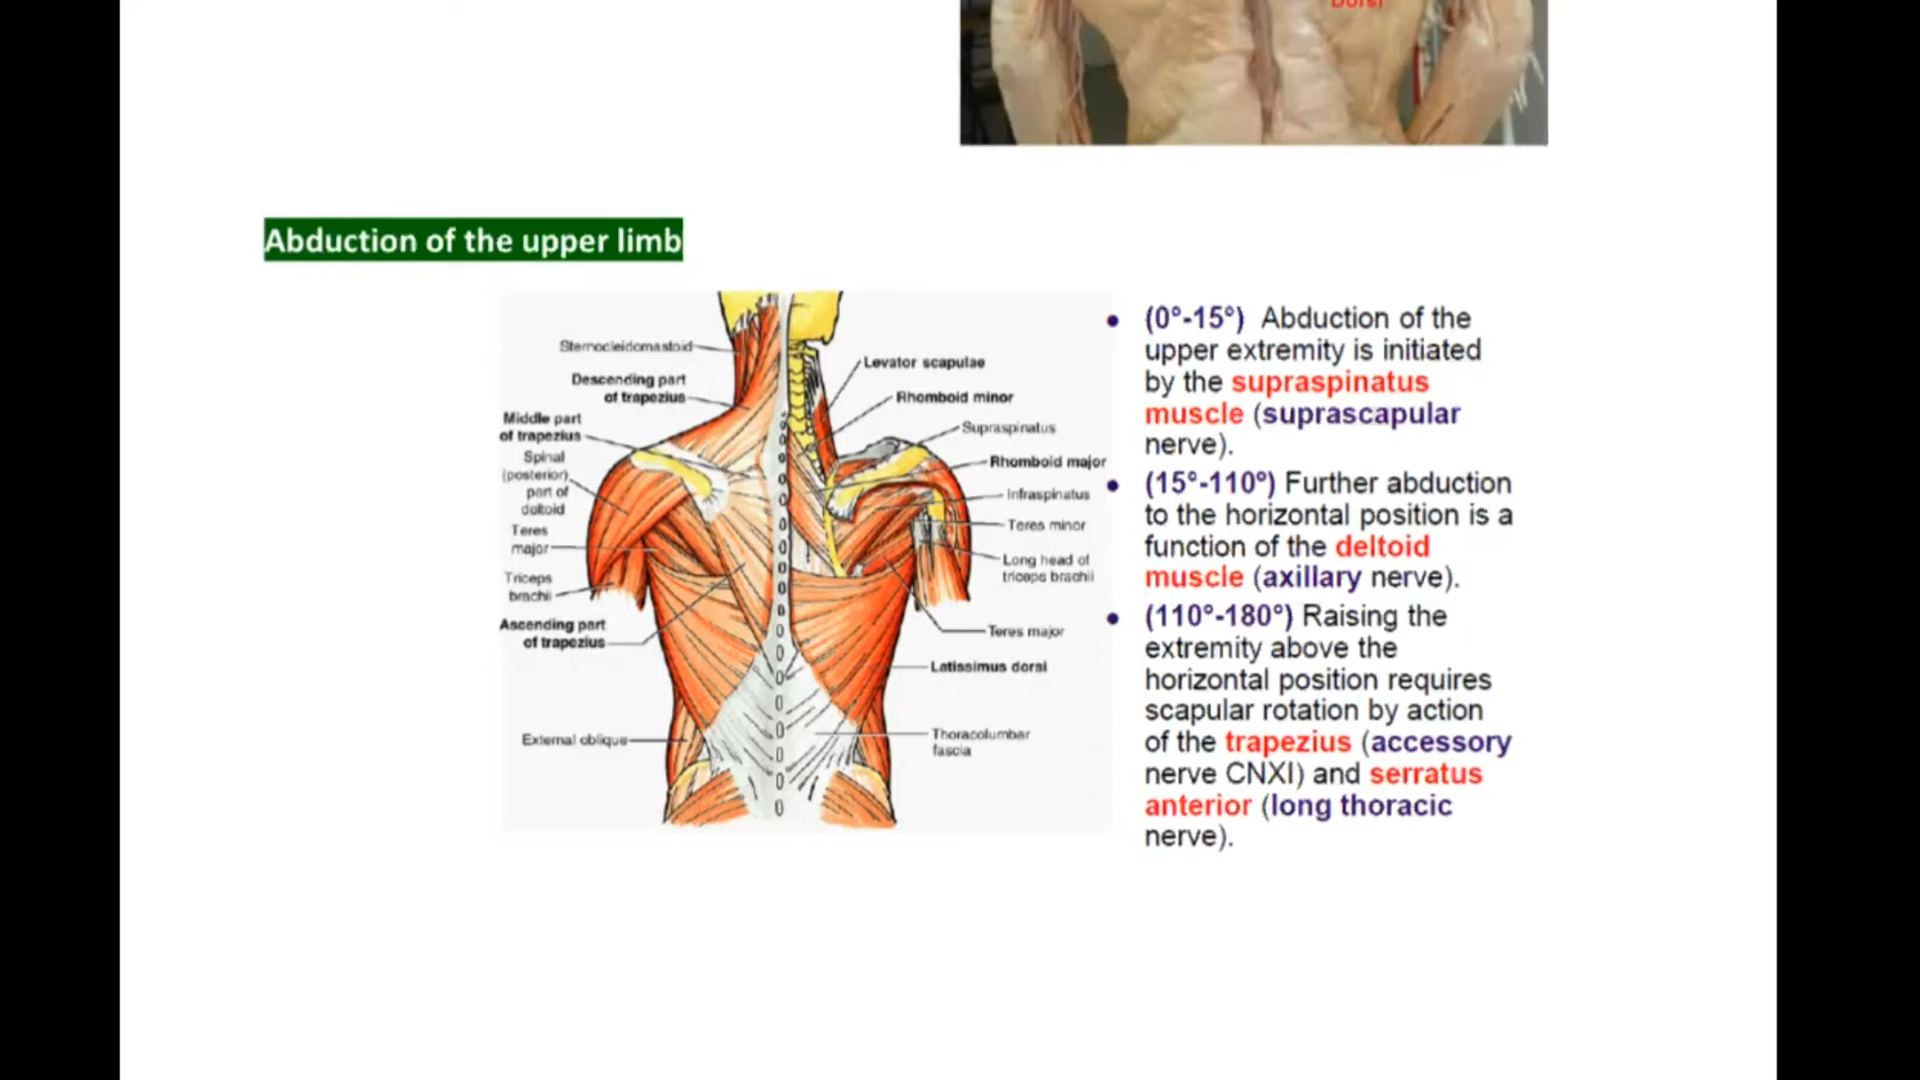 Dorsi
Abduction of the upper limb
Sternocleidomastoid
Descending part
of trapezius
Middle part
of trapezius
Spinal
(posterior)
part of
deltoid
Teres
major
Triceps
brachii
Ascending part
of trapezius
External oblique
Levator scapulae
Rhomboid minor
Supraspinatus
Rhomboid major
Infraspinatus
Teres minor
Long head of
triceps brachii
Teres major
Latissimus dorsi
Thoracolumbar
fascia
• (0°-15°) Abduction of the
upper extremity is initiated
by the supraspinatus
muscle (suprascapular
nerve).
• (15°-110°) Further abduction
to the horizontal position is a
function of the deltoid
muscle (axillary nerve).
• (110°-180°) Raising the
extremity above the
horizontal position requires
scapular rotation by action
of the trapezius (accessory
nerve CNXI) and serratus
anterior (long thoracic
nerve).